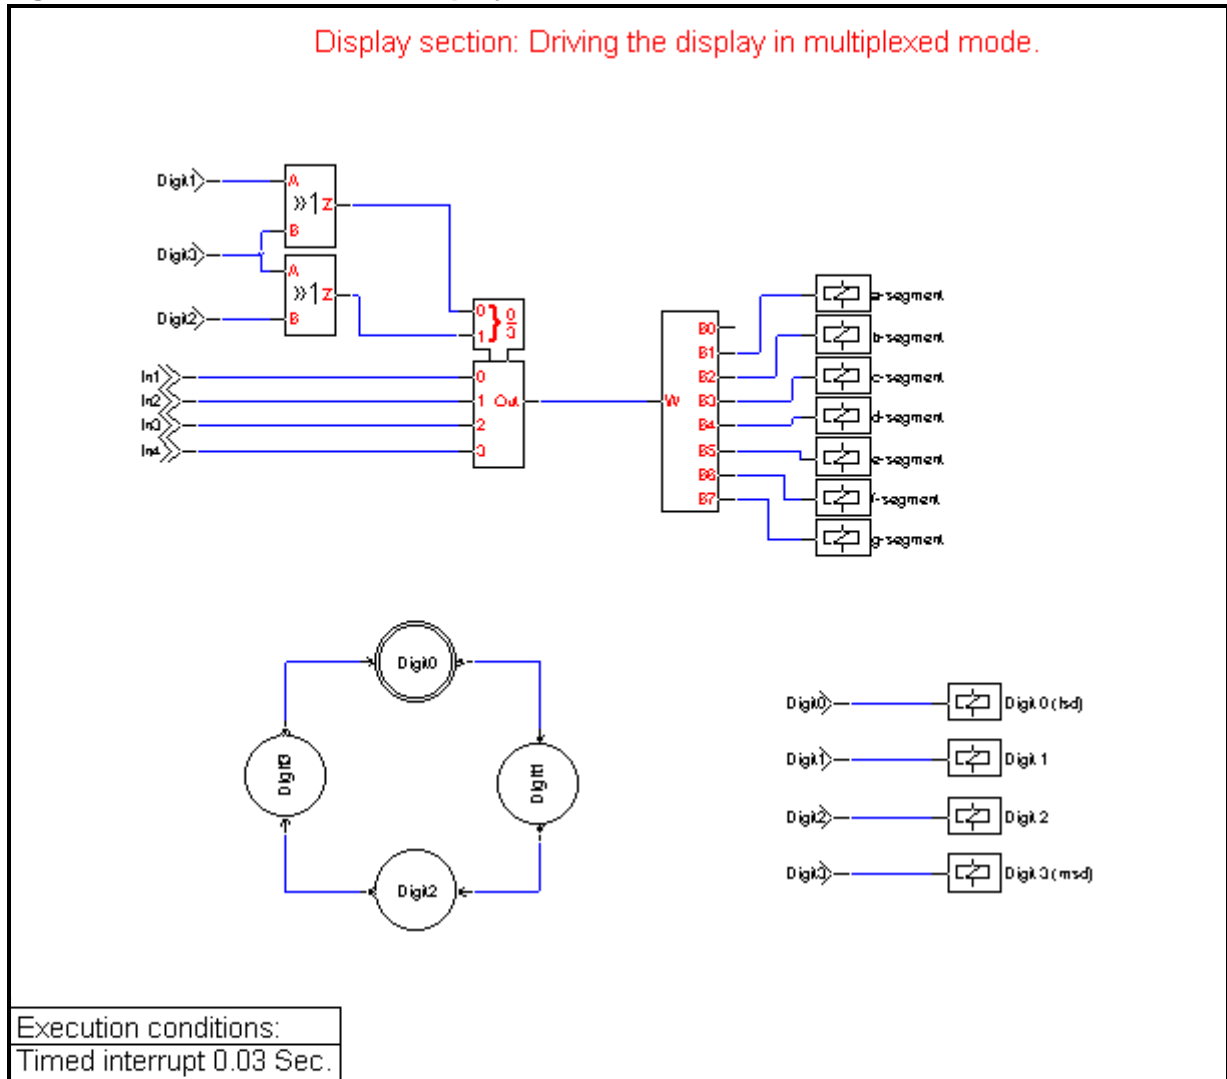 Display section: Driving the display in multiplexed mode.
Digit1
A
»1 Z
B
Digit3
A
»1 Z
Digit2
B
0 } 0
1 3
In1 0
In2 1 Out
In3 2
In4 3
W
B0
B1 a-segment
B2 b-segment
B3 c-segment
B4 d-segment
B5 e-segment
B6 f-segment
B7 g-segment
Digit0
Digit3
Digit1
Digit2
Digit0 Digit 0 (lsd)
Digit1 Digit 1
Digit2 Digit 2
Digit3 Digit 3 (msd)
Execution conditions:
Timed interrupt 0.03 Sec.